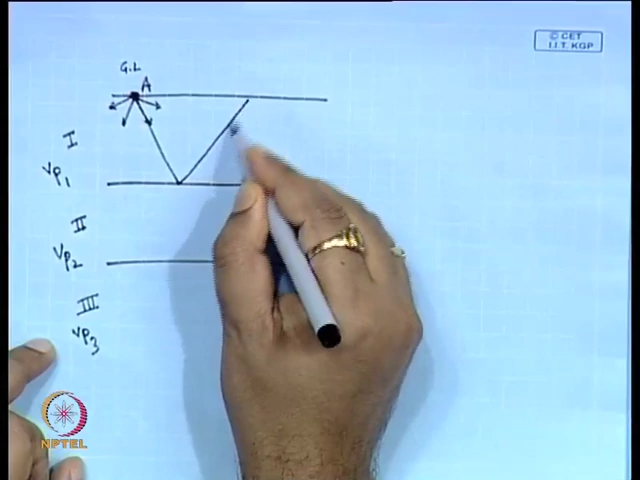 © CET
I.I.T. KGP
G.L
A
I
VP1
II
VP2
III
VP3
NPTEL